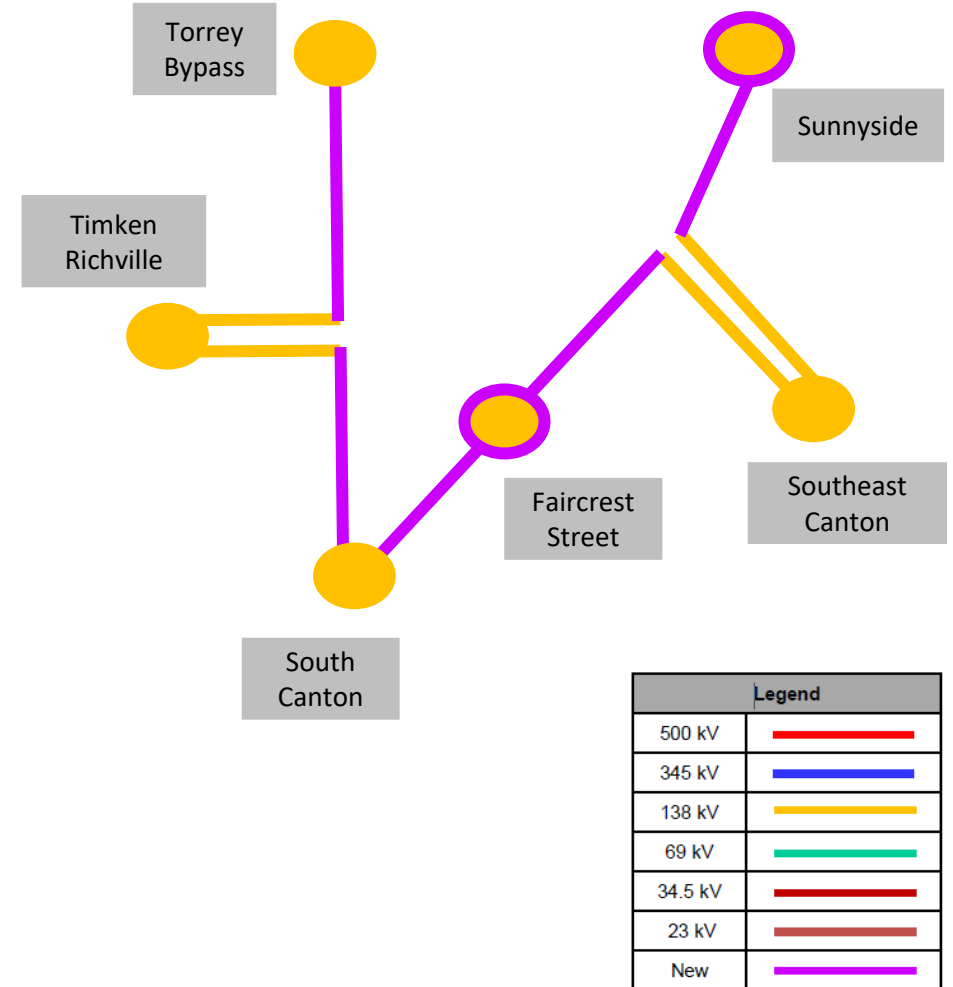 Torrey
Bypass
Sunnyside
Timken
Richville
Faircrest
Street
Southeast
Canton
South
Canton
Legend
500 kV
345 kV
138 kV
69 kV
34.5 kV
23 kV
New